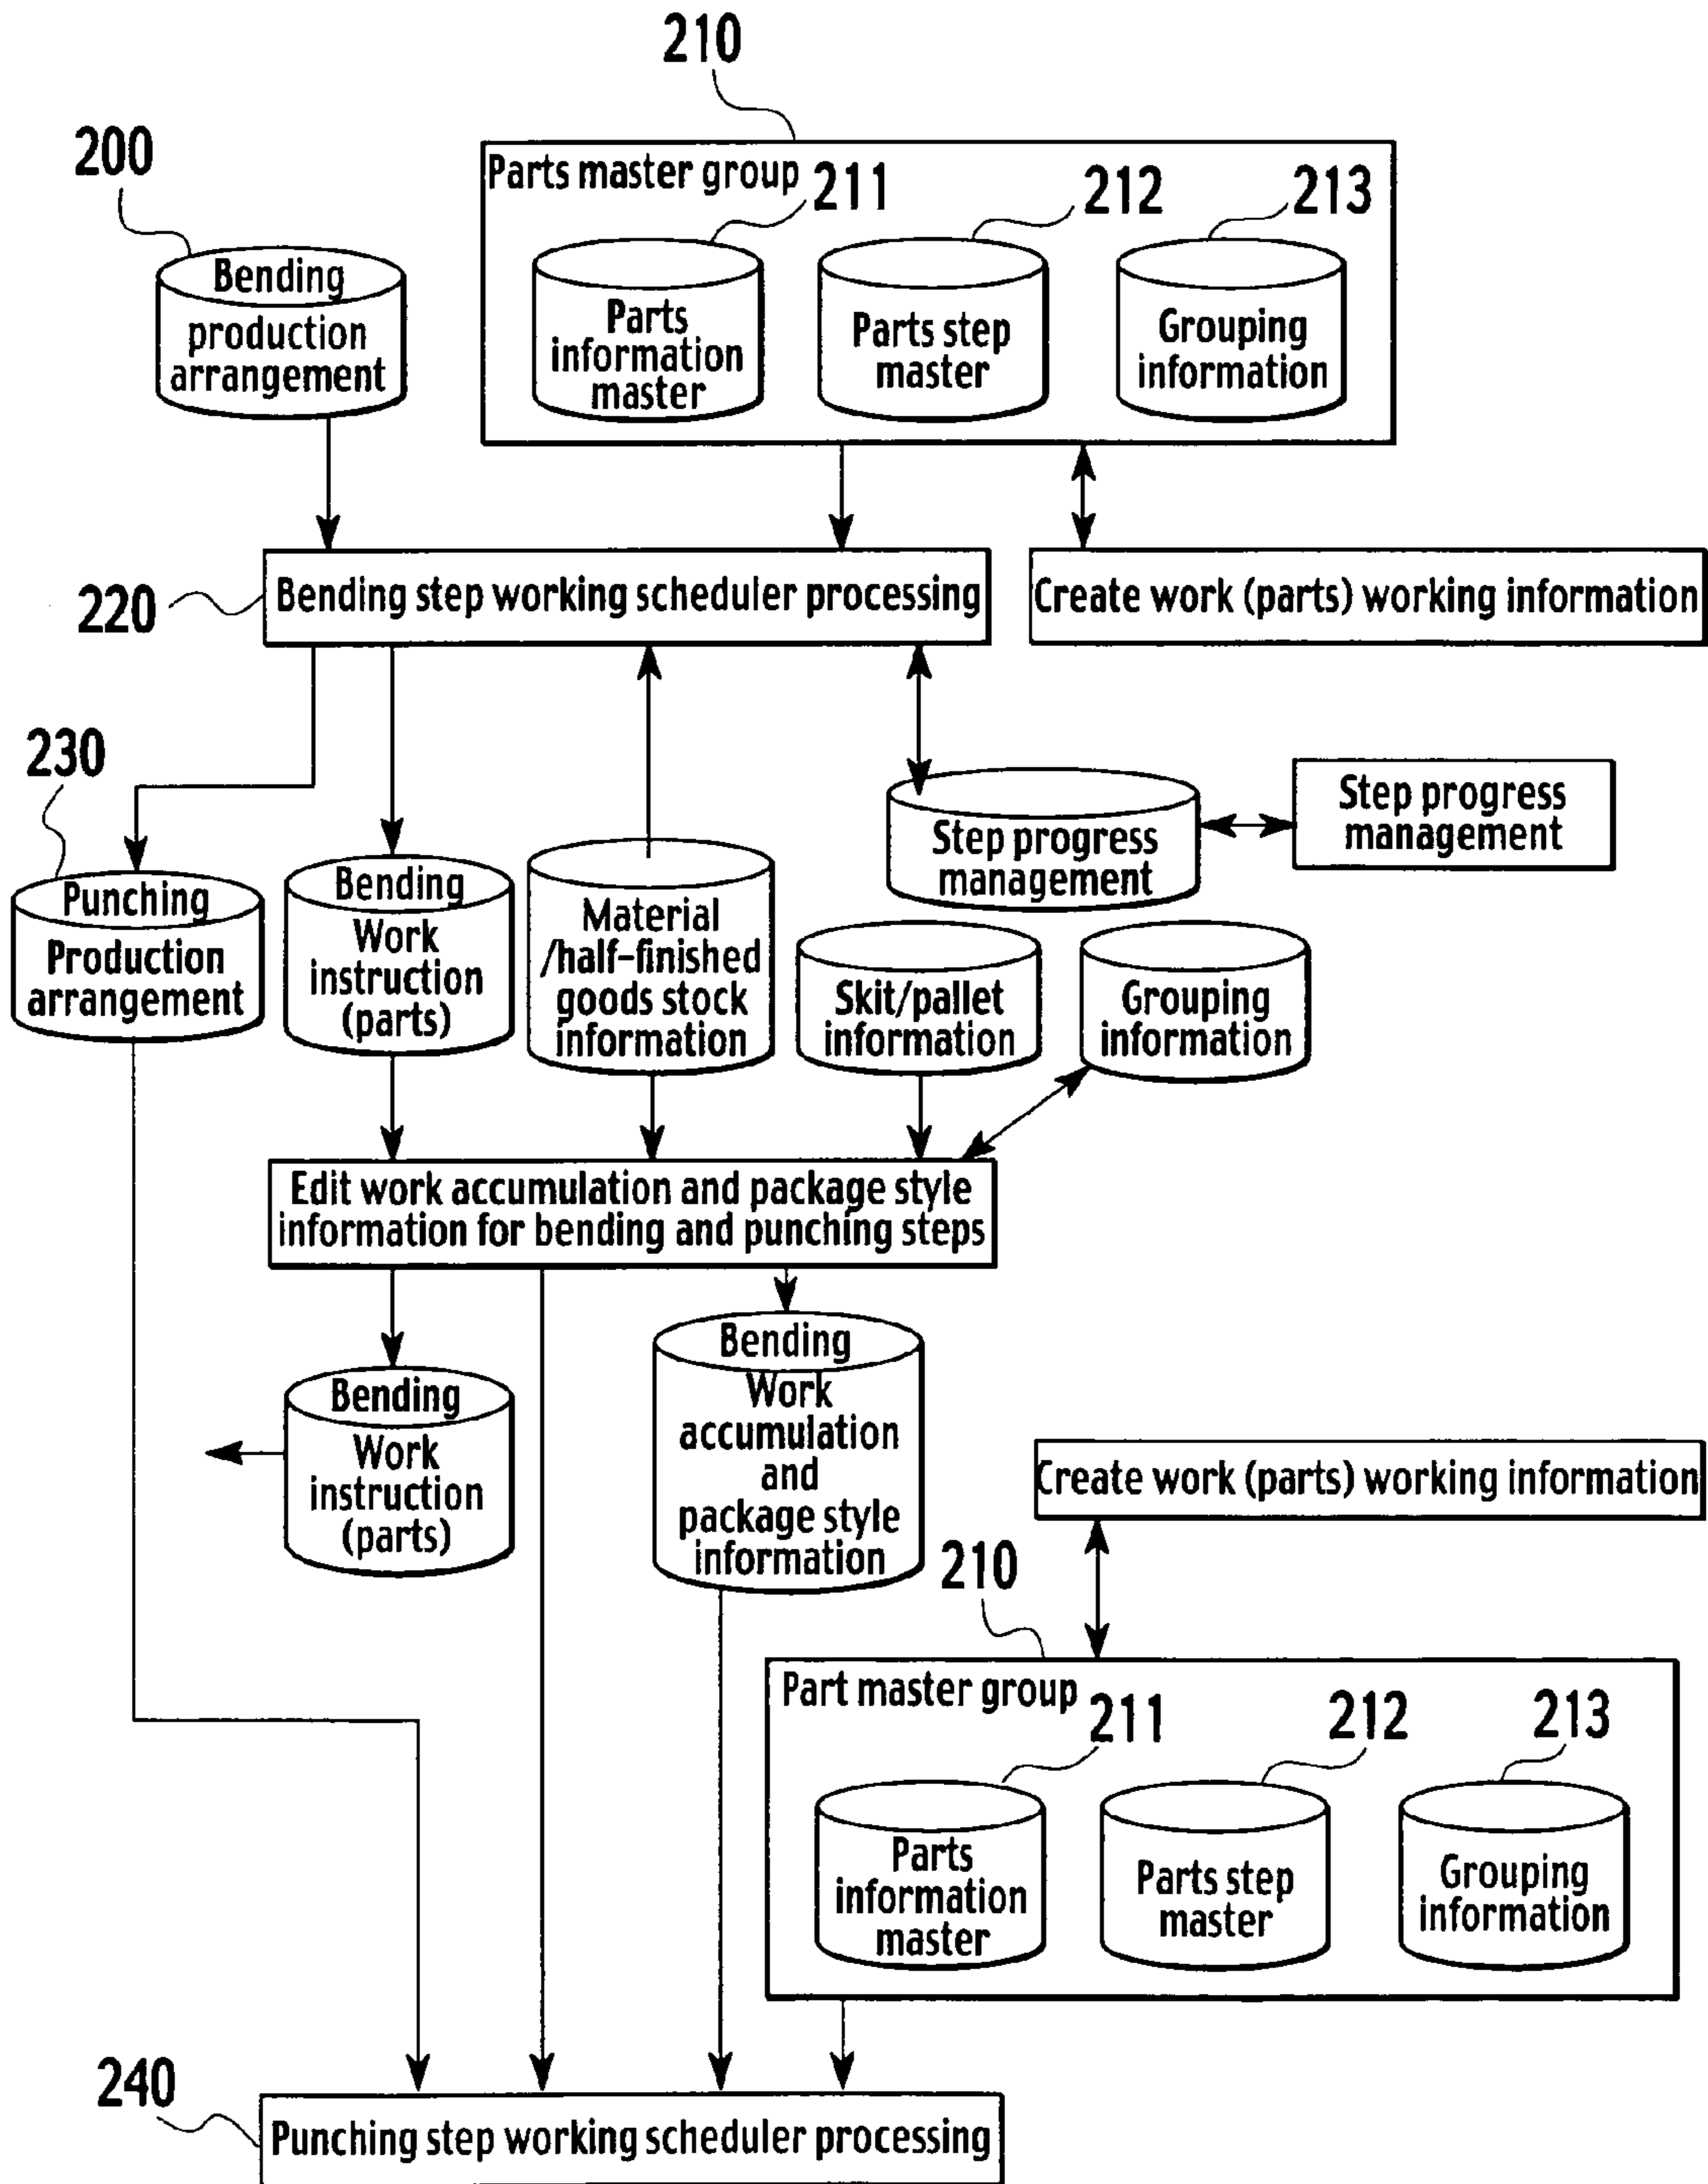 210
200
Parts master group
211
212
213
Bending
production
arrangement
Parts
information
master
Parts step
master
Grouping
information
220
Bending step working scheduler processing
Create work (parts) working information
230
Step progress
management
Step progress
management
Punching
Production
arrangement
Bending
Work
instruction
(parts)
Material
/half-finished
goods stock
information
Skit/pallet
information
Grouping
information
Edit work accumulation and package style
information for bending and punching steps
Bending
Work
instruction
(parts)
Bending
Work
accumulation
and
package style
information
Create work (parts) working information
210
Part master group
211
212
213
Parts
information
master
Parts step
master
Grouping
information
240
Punching step working scheduler processing